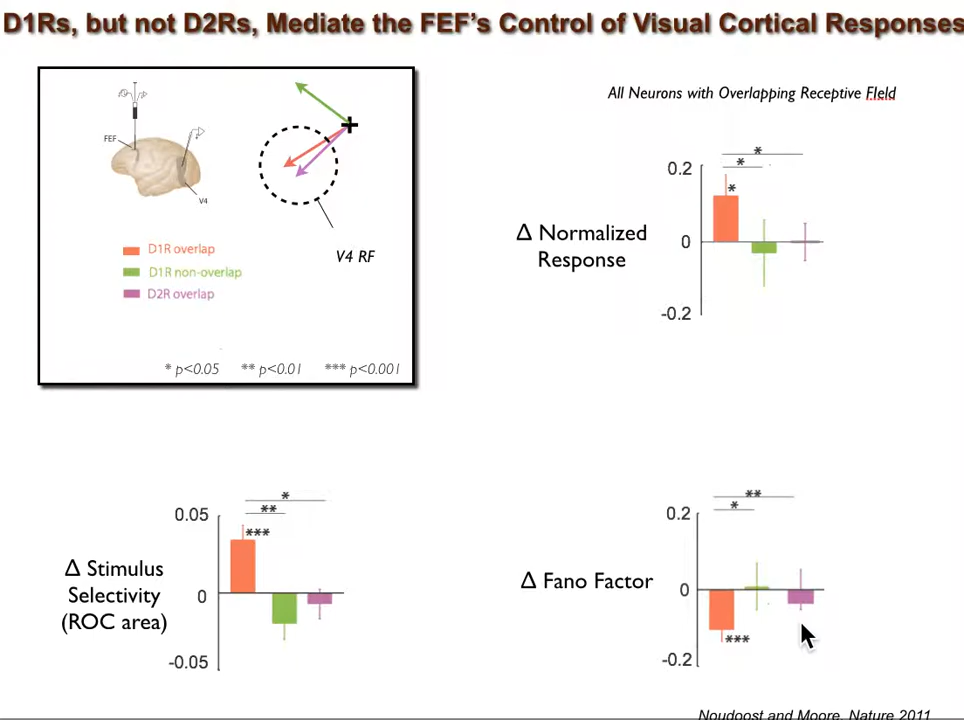 D1Rs, but not D2Rs, Mediate the FEF's Control of Visual Cortical Responses
FEF
V4
V4 RF
D1R overlap
D1R non-overlap
D2R overlap
* p<0.05 ** p<0.01 *** p<0.001
All Neurons with Overlapping Receptive FIeld
Δ Normalized
Response
0.2
0
-0.2
*
*
*
Δ Stimulus
Selectivity
(ROC area)
0.05
0
-0.05
*
**
***
Δ Fano Factor
0.2
0
-0.2
**
*
***
Noudoost and Moore, Nature 2011